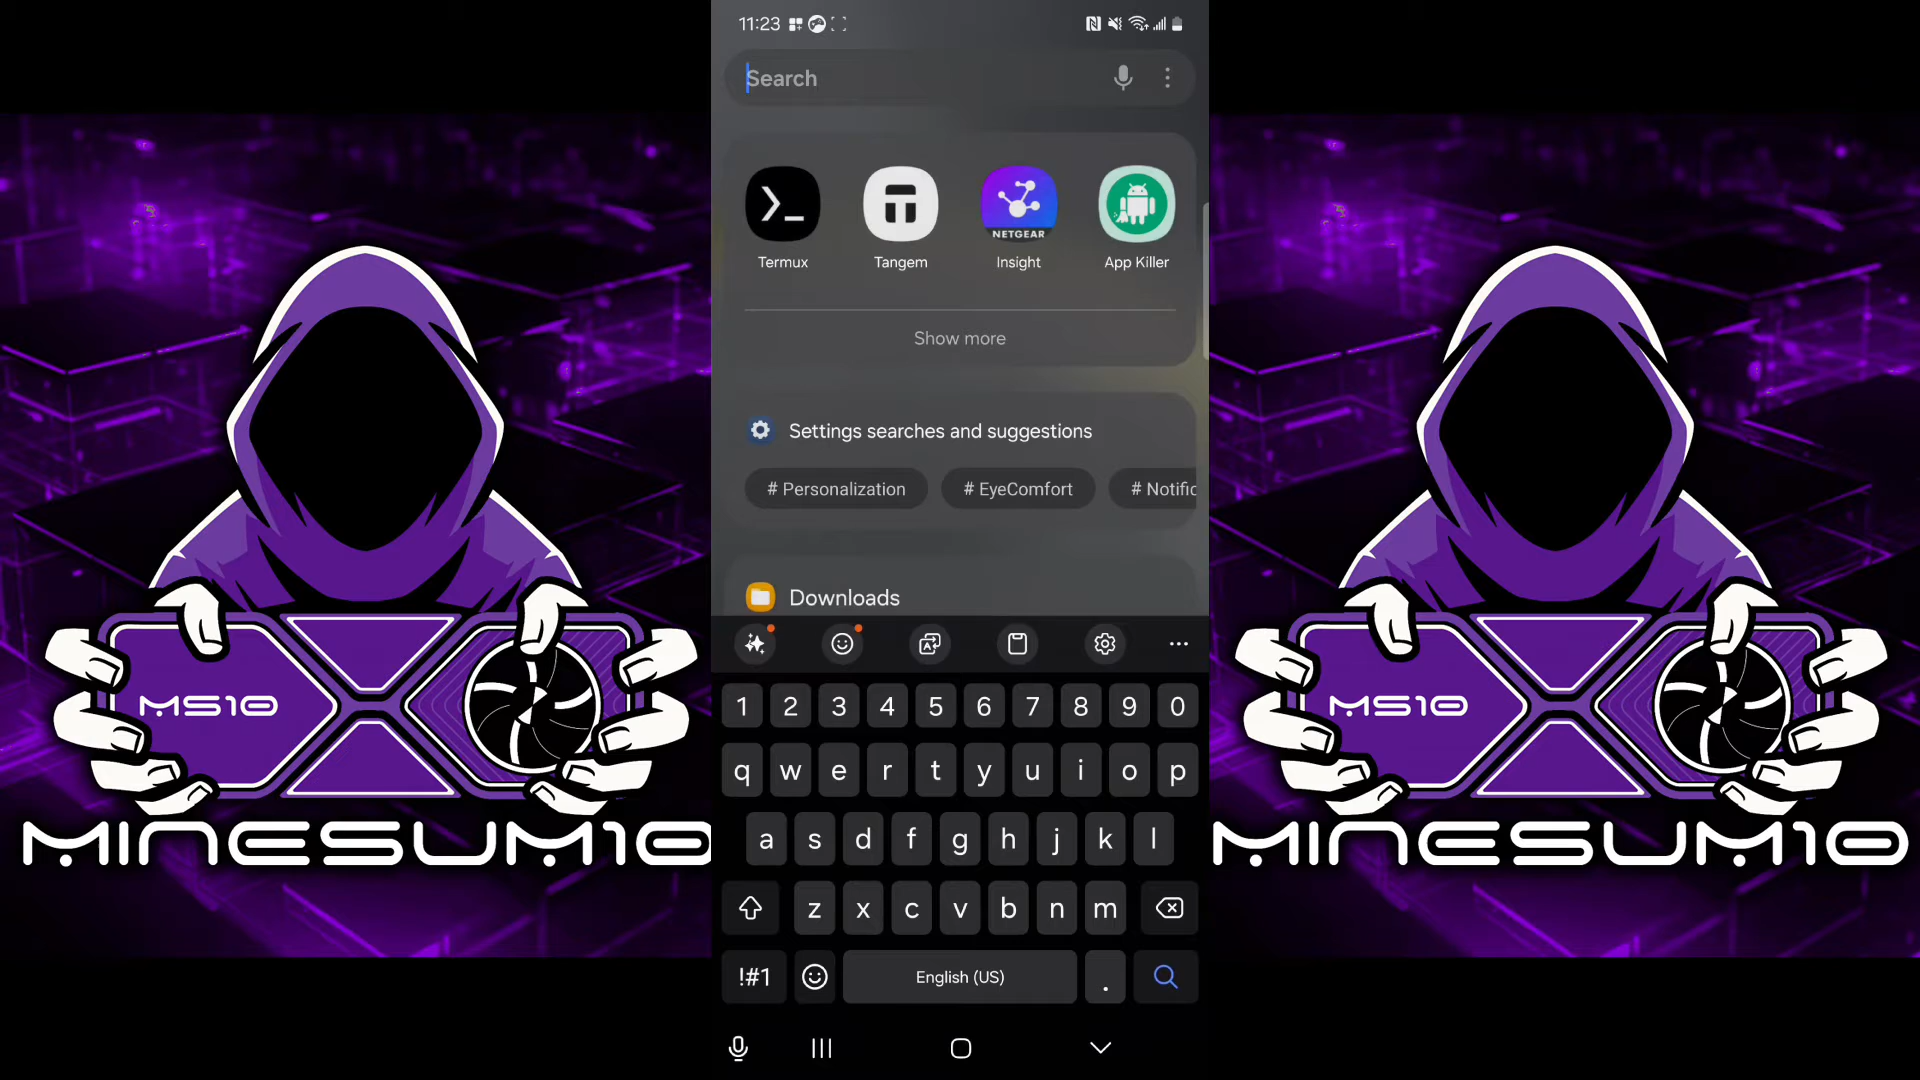 11:23
Search
Termux
Tangem
NETGEAR
Insight
App Killer
Show more
Settings searches and suggestions
# Personalization
# EyeComfort
# Notific
Downloads
1 2 3 4 5 6 7 8 9 0
q w e r t y u i o p
a s d f g h j k l
z x c v b n m
!#1
English (US)
.
MS10
MINESUM10
MS10
MINESUM10